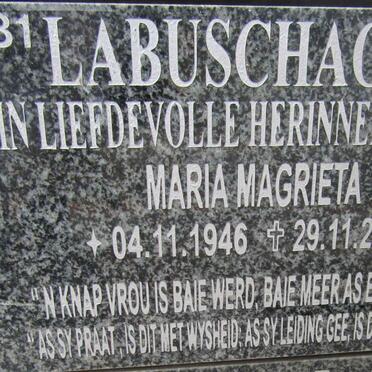 31
LABUSCHAG
IN LIEFDEVOLLE HERINNE
MARIA MAGRIETA
04.11.1946 ✝ 29.11.2
"'N KNAP VROU IS BAIE WERD, BAIE MEER AS E
"AS SY PRAAT, IS DIT MET WYSHEID; AS SY LEIDING GEE, IS D